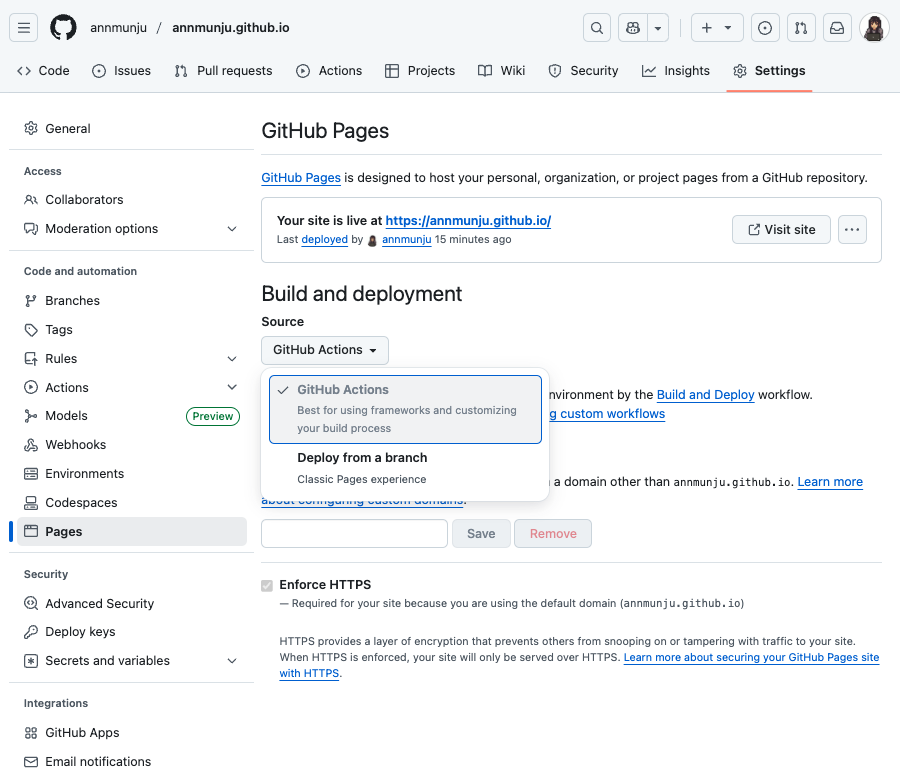 annmunju / annmunju.github.io
Code Issues Pull requests Actions Projects Wiki Security Insights Settings
General
Access
Collaborators
Moderation options
Code and automation
Branches
Tags
Rules
Actions
Models Preview
Webhooks
Environments
Codespaces
Pages
Security
Advanced Security
Deploy keys
Secrets and variables
Integrations
GitHub Apps
Email notifications
GitHub Pages
GitHub Pages is designed to host your personal, organization, or project pages from a GitHub repository.
Your site is live at https://annmunju.github.io/
Last deployed by annmunju 15 minutes ago
Visit site
Build and deployment
Source
GitHub Actions
GitHub Actions
Best for using frameworks and customizing
your build process
Deploy from a branch
Classic Pages experience
nvironment by the Build and Deploy workflow.
g custom workflows
a domain other than annmunju.github.io. Learn more
about configuring custom domains.
Save Remove
Enforce HTTPS
— Required for your site because you are using the default domain (annmunju.github.io)
HTTPS provides a layer of encryption that prevents others from snooping on or tampering with traffic to your site.
When HTTPS is enforced, your site will only be served over HTTPS. Learn more about securing your GitHub Pages site
with HTTPS.